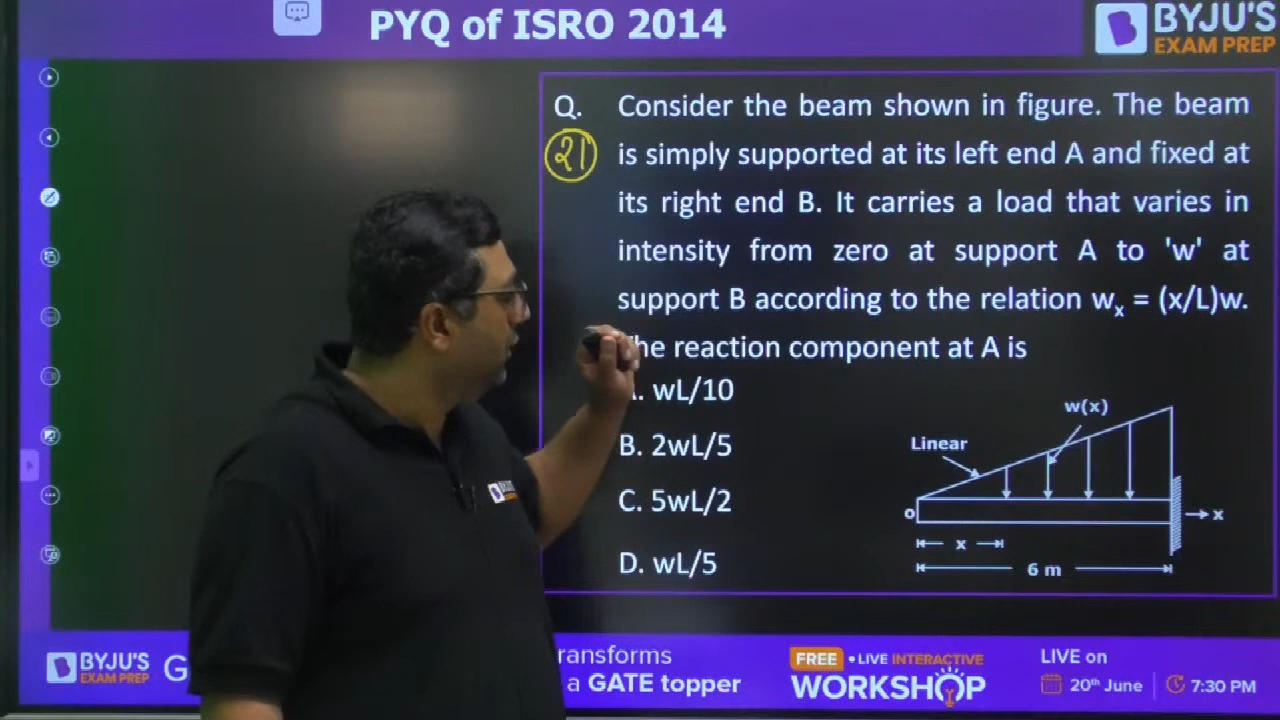 PYQ of ISRO 2014
BYJU'S
EXAM PREP
Q. Consider the beam shown in figure. The beam
21
is simply supported at its left end A and fixed at
its right end B. It carries a load that varies in
intensity from zero at support A to 'w' at
support B according to the relation wₓ = (x/L)w.
he reaction component at A is
. wL/10
B. 2wL/5
C. 5wL/2
D. wL/5
w(x)
Linear
o
x
x
6 m
BYJU'S
EXAM PREP
BYJU'S
EXAM PREP
G
ransforms
a GATE topper
FREE • LIVE INTERACTIVE
WORKSHOP
LIVE on
20th June
7:30 PM